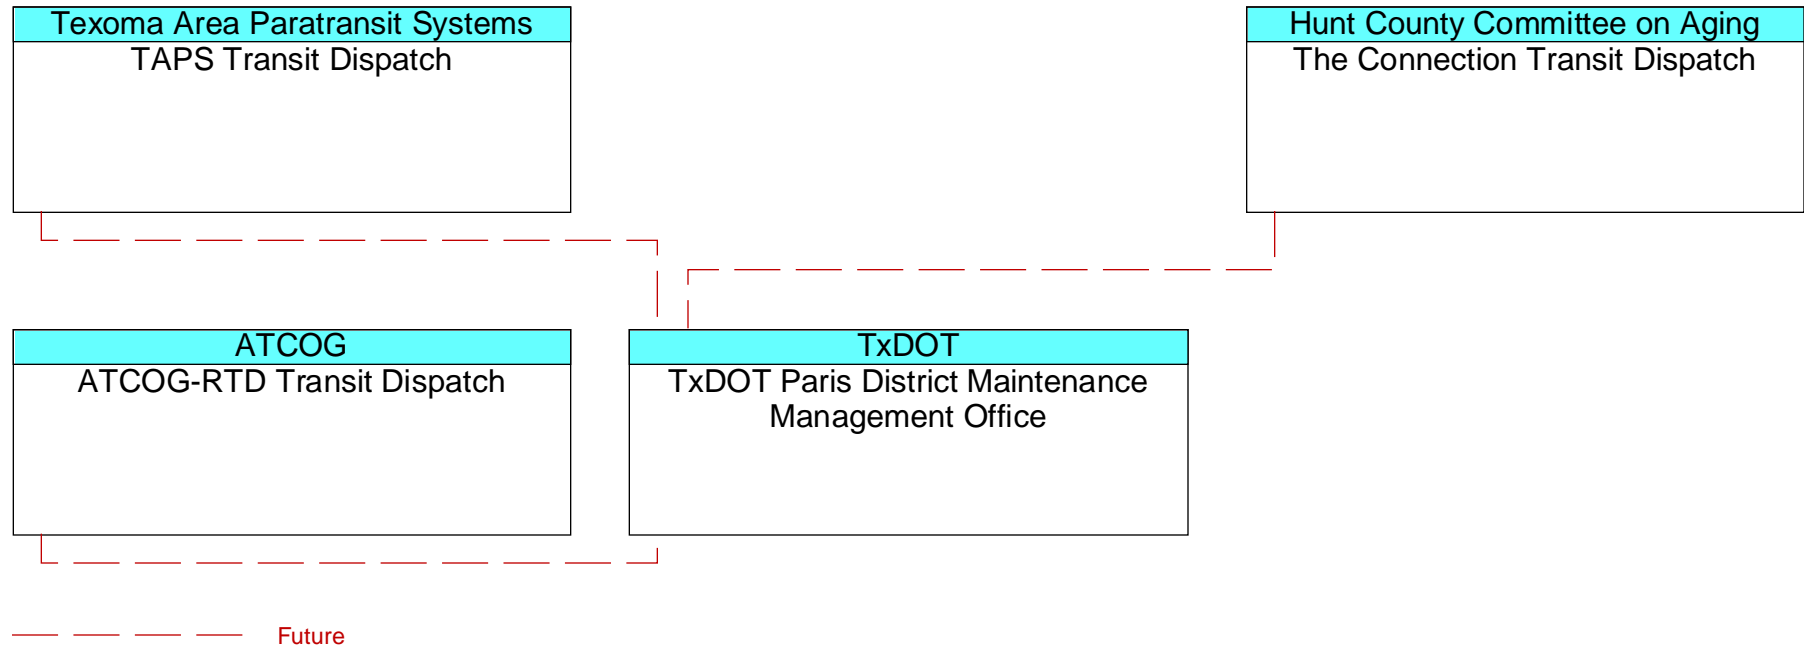 Texoma Area Paratransit Systems
TAPS Transit Dispatch
Hunt County Committee on Aging
The Connection Transit Dispatch
ATCOG
ATCOG-RTD Transit Dispatch
TxDOT
TxDOT Paris District Maintenance
Management Office
Future